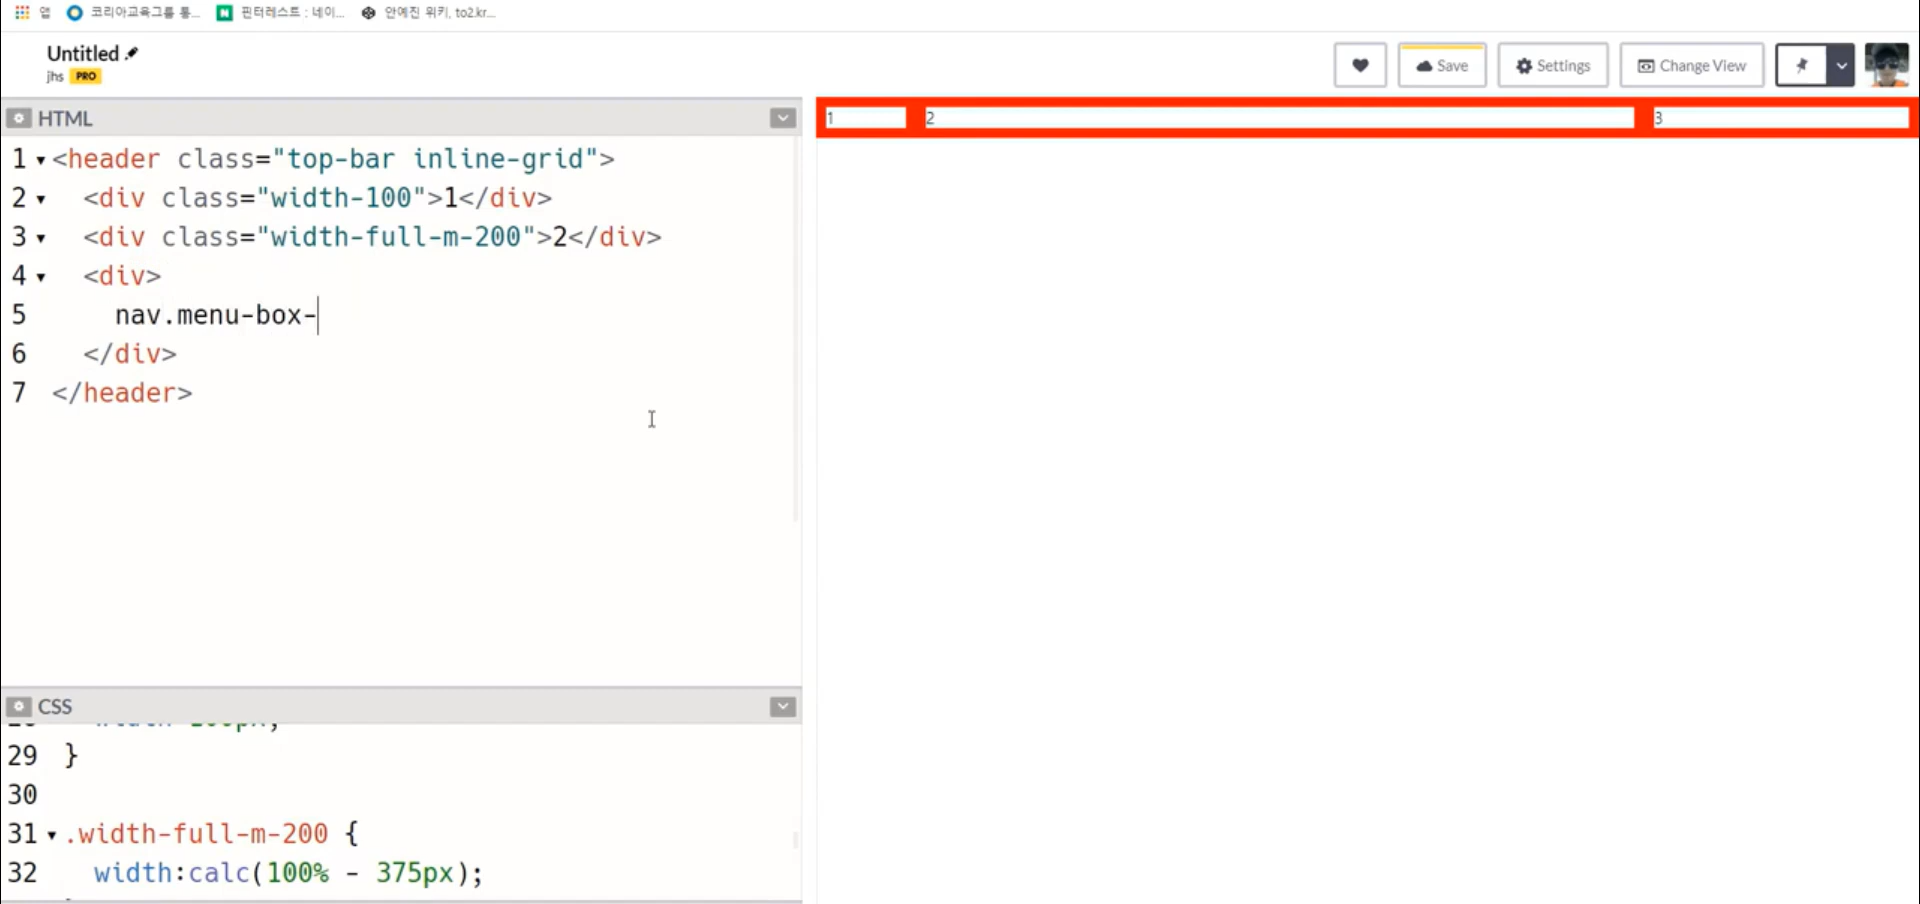 앱 코리아교육그룹 통... 핀터레스트 : 네이... 안예진 위키, to2.kr...
Untitled
jhs PRO
Save Settings Change View
HTML
1 <header class="top-bar inline-grid">
2 <div class="width-100">1</div>
3 <div class="width-full-m-200">2</div>
4 <div>
5 nav.menu-box-
6 </div>
7 </header>
CSS
29 }
30
31 .width-full-m-200 {
32 width:calc(100% - 375px);
1 2 3